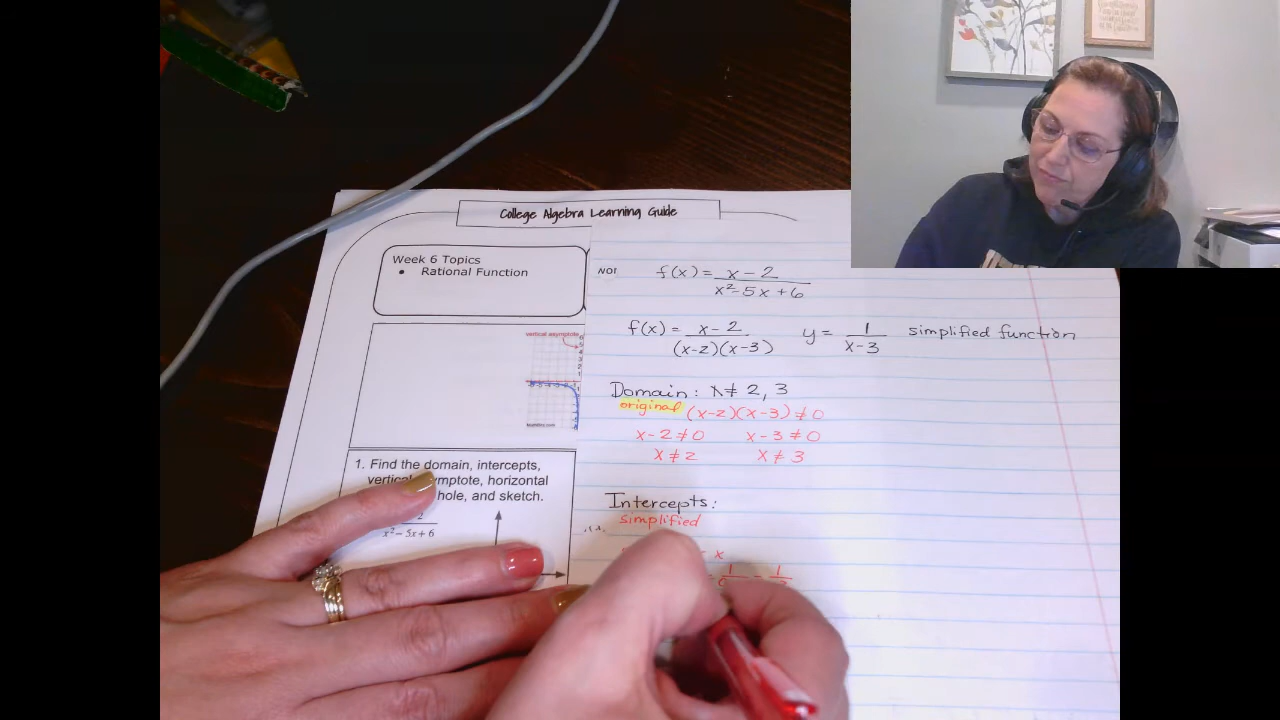 College Algebra Learning Guide
Week 6 Topics
• Rational Function
NO!
f(x) = x - 2
x² - 5x + 6
f(x) = x - 2 / (x-2)(x-3) y = 1 / x-3 simplified function
vertical asymptote
Domain: x ≠ 2, 3
original (x-2)(x-3) ≠ 0
x - 2 ≠ 0 x - 3 ≠ 0
x ≠ 2 x ≠ 3
1. Find the domain, intercepts,
horizontal
hole, and sketch.
x² - 5x + 6
Intercepts:
simplified
x